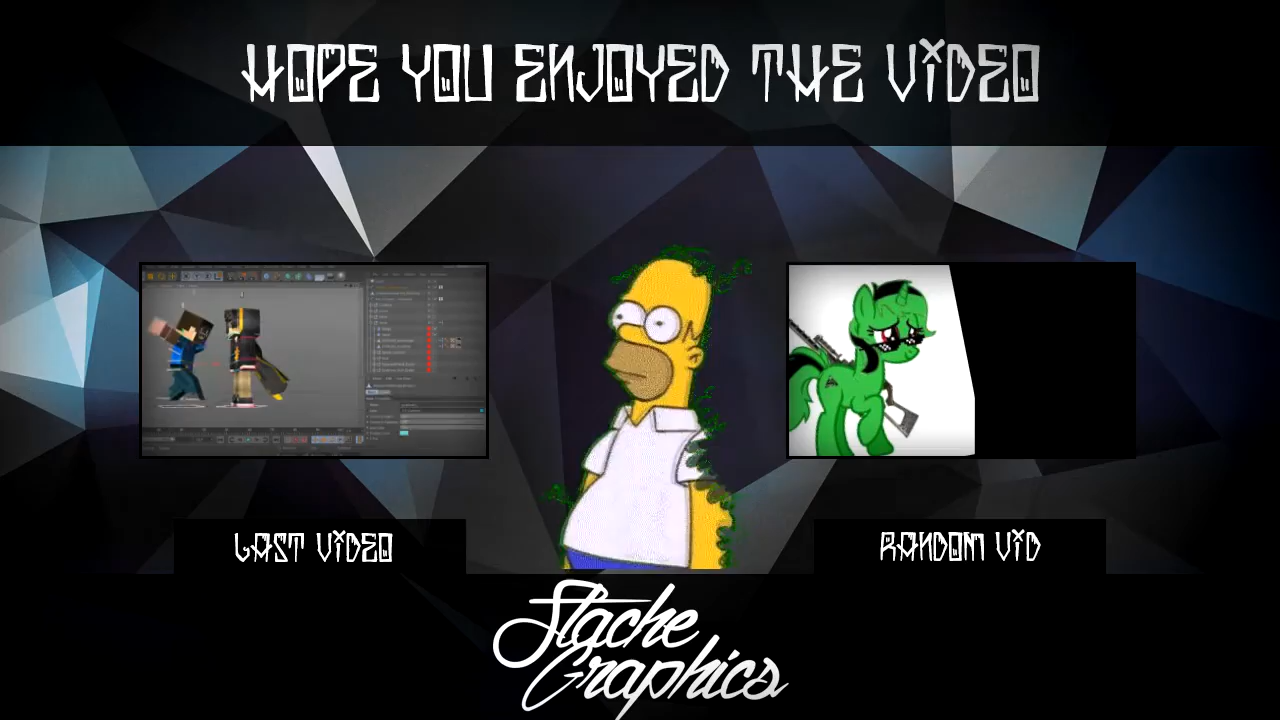 HOPE YOU ENJOYED THE ViDEO
LAST ViDEO
RANDOM ViD
Stache
Graphics